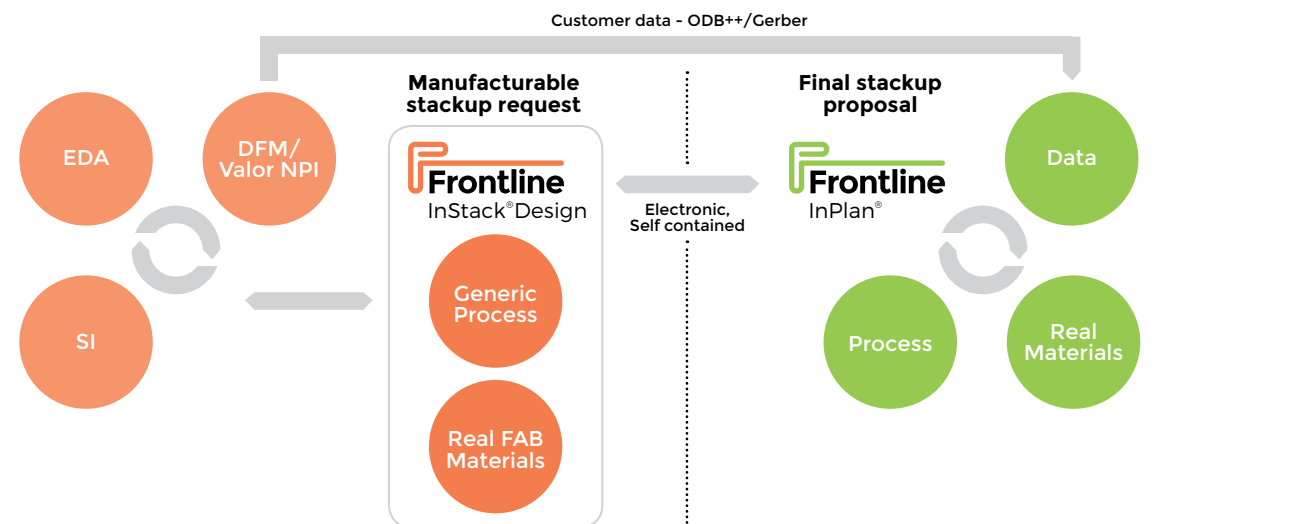 Customer data - ODB++/Gerber
Manufacturable
stackup request
Final stackup
proposal
EDA
DFM/
Valor NPI
Frontline
InStack®Design
Electronic,
Self contained
Frontline
InPlan®
Data
Generic
Process
SI
Process
Real
Materials
Real FAB
Materials